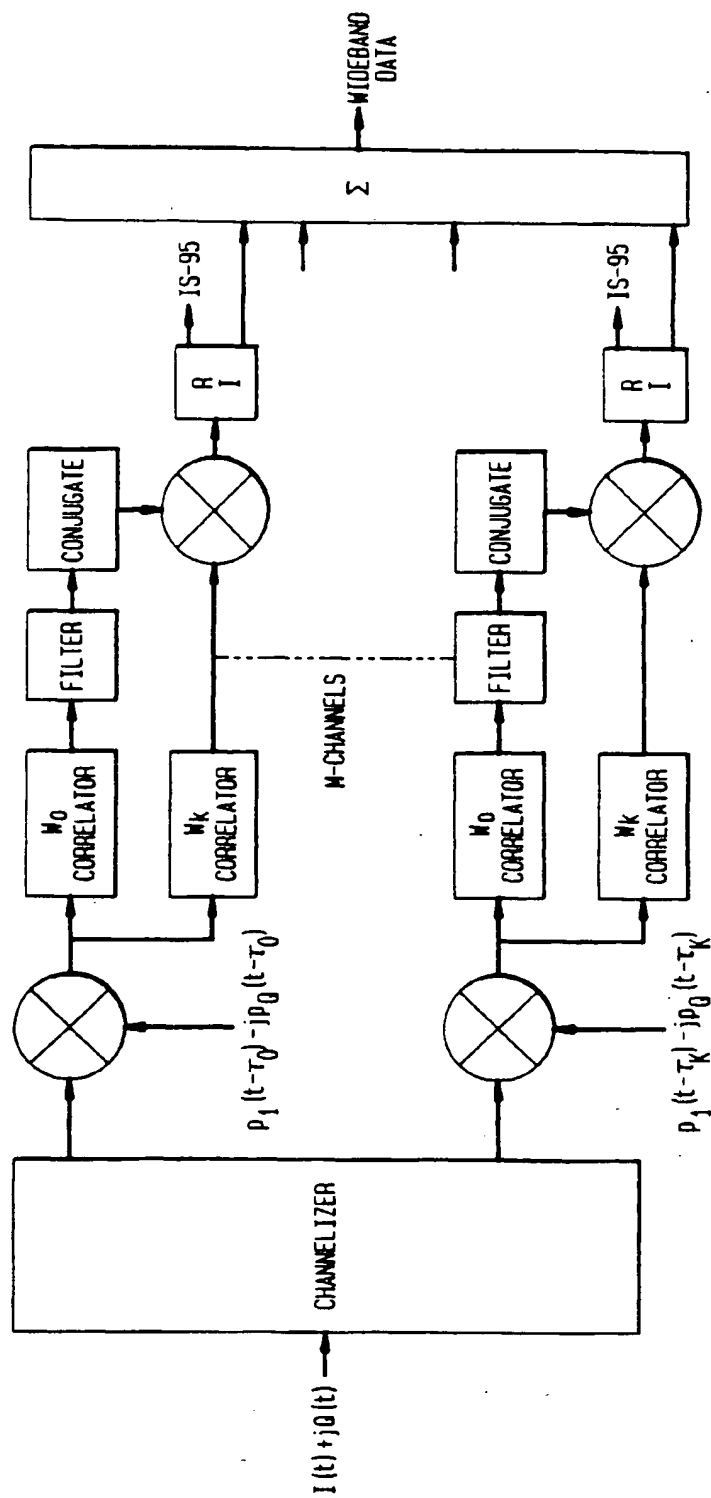 I(t)+jQ(t)
CHANNELIZER
p1(t-τ0)-jpQ(t-τ0)
W0
CORRELATOR
FILTER
CONJUGATE
WK
CORRELATOR
R
I
IS-95
M-CHANNELS
p1(t-τK)-jpQ(t-τK)
W0
CORRELATOR
FILTER
CONJUGATE
WK
CORRELATOR
R
I
IS-95
Σ
WIDEBAND
DATA